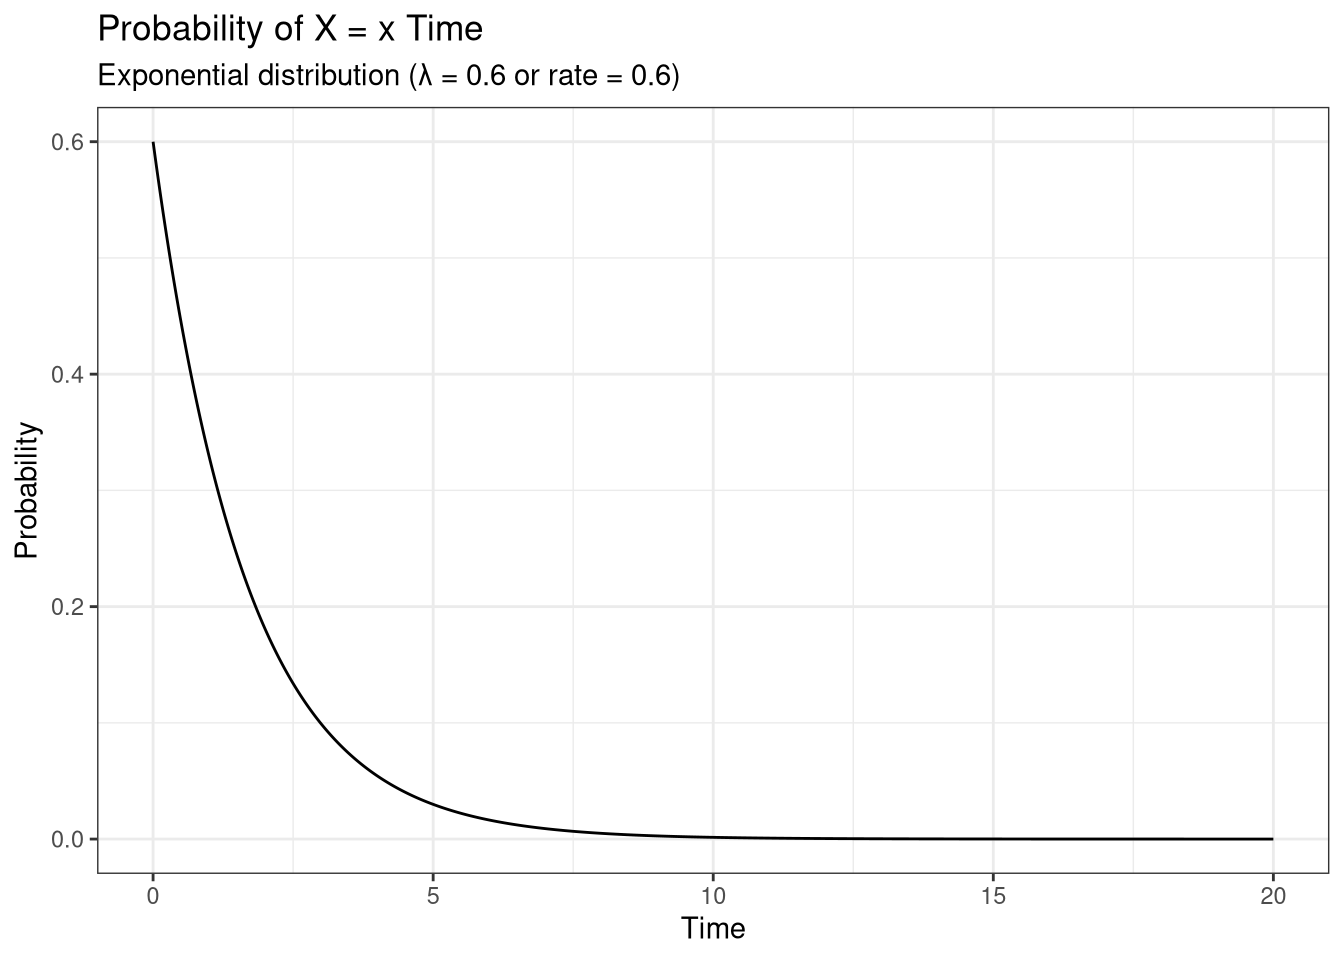 Probability of X = x Time
Exponential distribution (λ = 0.6 or rate = 0.6)
0.6
0.4
0.2
0.0
Probability
0 5 10 15 20
Time